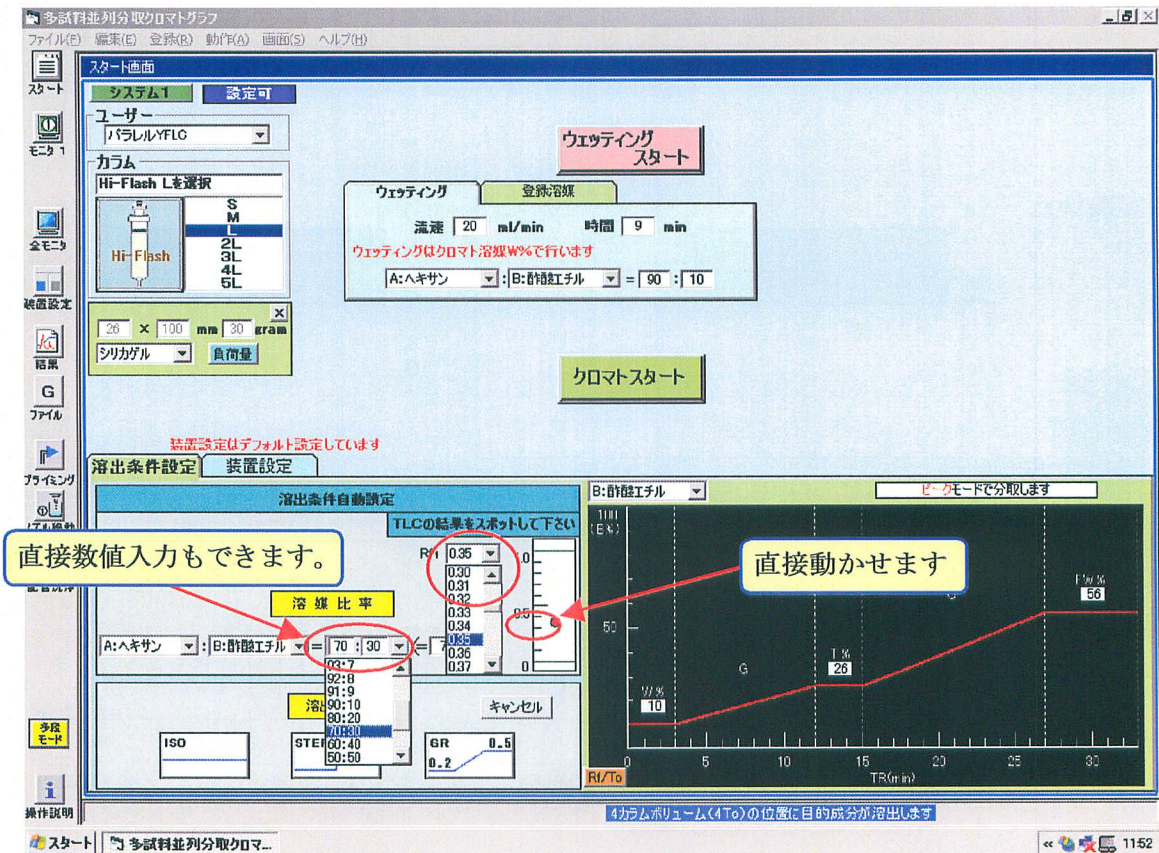 多試料並列分取クロマトグラフ
ファイル(F) 編集(E) 登録(R) 動作(A) 画面(S) ヘルプ(H)
スタート
モニタ 1
全モニタ
装置設定
結果
G
ファイル
プライミング
多段
モード
i
操作説明
スタート画面
システム1 設定可
ユーザー
パラレルYFLC
カラム
Hi-Flash Lを選択
Hi-Flash
S
M
L
2L
3L
4L
5L
26 × 100 mm 30 gram
シリカゲル 負荷量
ウェッティング
スタート
ウェッティング 登録溶媒
流速 20 ml/min 時間 9 min
ウェッティングはクロマト溶媒W%で行います
A:ヘキサン : B:酢酸エチル = 90 : 10
クロマトスタート
装置設定はデフォルト設定しています
溶出条件設定 装置設定
溶出条件自動設定
TLCの結果をスポットして下さい
直接数値入力もできます。
直接動かせます
Rf1 0.35
0.30
0.31
0.32
0.33
0.34
0.35
0.36
0.37
.0
0.5
0
溶 媒 比 率
A:ヘキサン : B:酢酸エチル = 70 : 30 (= 7
93:7
92:8
91:9
90:10
80:20
70:30
60:40
50:50
溶出
キャンセル
ISO
STE
GR 0.5
0.2
B:酢酸エチル
ピークモードで分取します
100
(B%)
50
W%
10
G
T%
26
G
FW%
56
0 5 10 15 20 25 30
TR(min)
Rf/To
4カラムボリューム(4To)の位置に目的成分が溶出します
スタート 多試料並列分取クロマ...
« 11:52